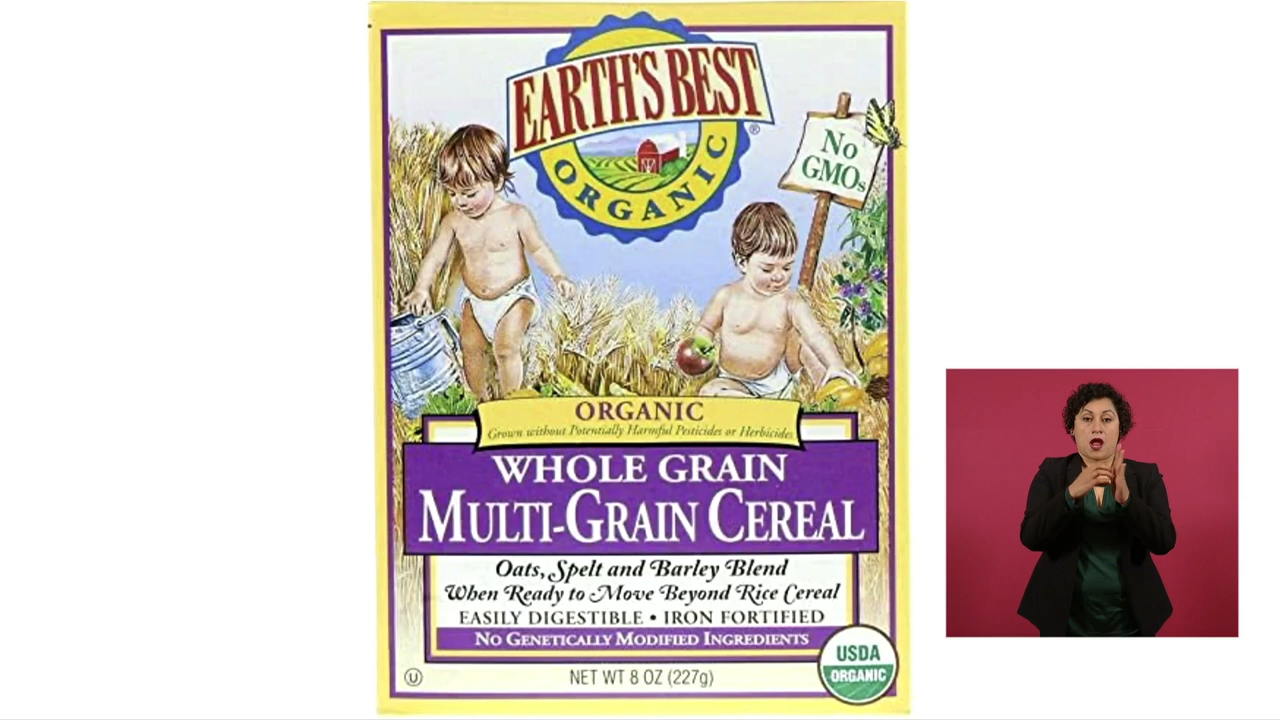 EARTH'S BEST
®
ORGANIC
No
GMOs
ORGANIC
Grown without Potentially Harmful Pesticides or Herbicides
WHOLE GRAIN
MULTI-GRAIN CEREAL
Oats, Spelt and Barley Blend
When Ready to Move Beyond Rice Cereal
EASILY DIGESTIBLE • IRON FORTIFIED
NO GENETICALLY MODIFIED INGREDIENTS
USDA
ORGANIC
U
NET WT 8 OZ (227g)